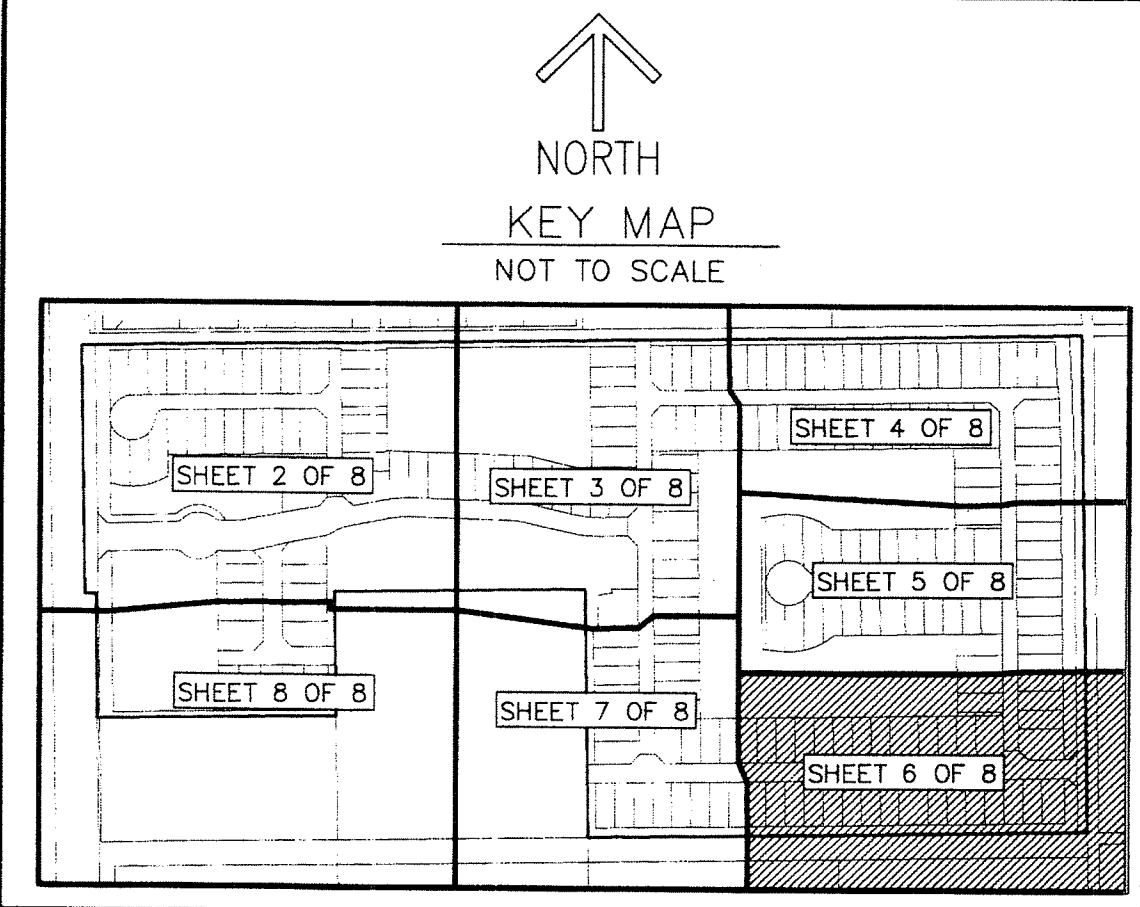 NORTH
KEY MAP
NOT TO SCALE
SHEET 4 OF 8
SHEET 2 OF 8
SHEET 3 OF 8
SHEET 5 OF 8
SHEET 8 OF 8
SHEET 7 OF 8
SHEET 6 OF 8